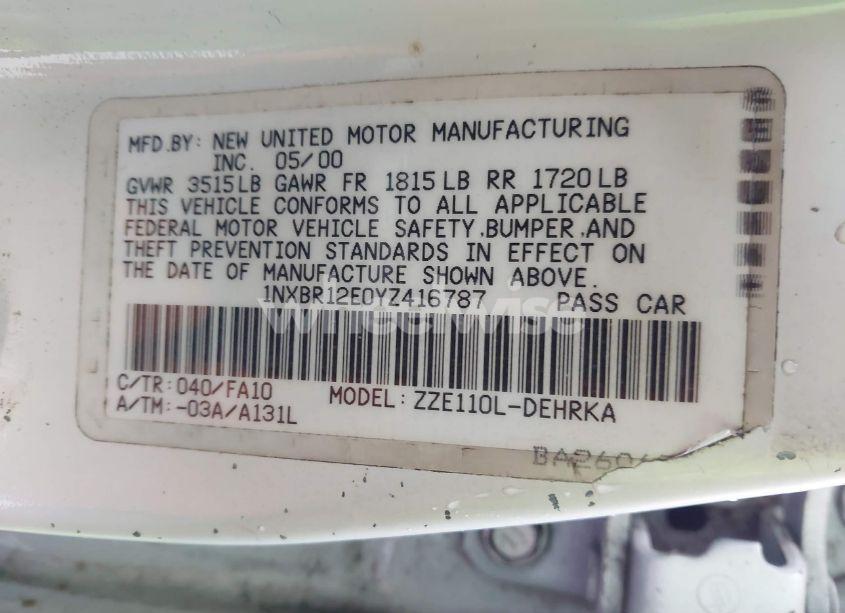 MFD.BY: NEW UNITED MOTOR MANUFACTURING
INC. 05/00
GVWR 3515LB GAWR FR 1815LB RR 1720LB
THIS VEHICLE CONFORMS TO ALL APPLICABLE
FEDERAL MOTOR VEHICLE SAFETY,BUMPER,AND
THEFT PREVENTION STANDARDS IN EFFECT ON
THE DATE OF MANUFACTURE SHOWN ABOVE.
1NXBR12E0YZ416787 PASS CAR
wheelwise
C/TR:040/FA10 MODEL:ZZE110L-DEHRKA
A/TM:-03A/A131L